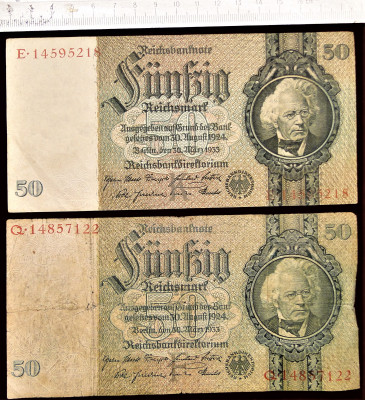 Reichsbanknote
50
E·14595218
Fünfzig
Reichsmark
Ausgegeben auf Grund des Bank-
gesetzes vom 30. August 1924
Berlin, den 30. März 1933
Reichsbankdirektorium
50
Reichsbanknote
50
Q·14857122
Fünfzig
Reichsmark
Ausgegeben auf Grund des Bank-
gesetzes vom 30. August 1924
Berlin, den 30. März 1933
Reichsbankdirektorium
50
Q·14857122